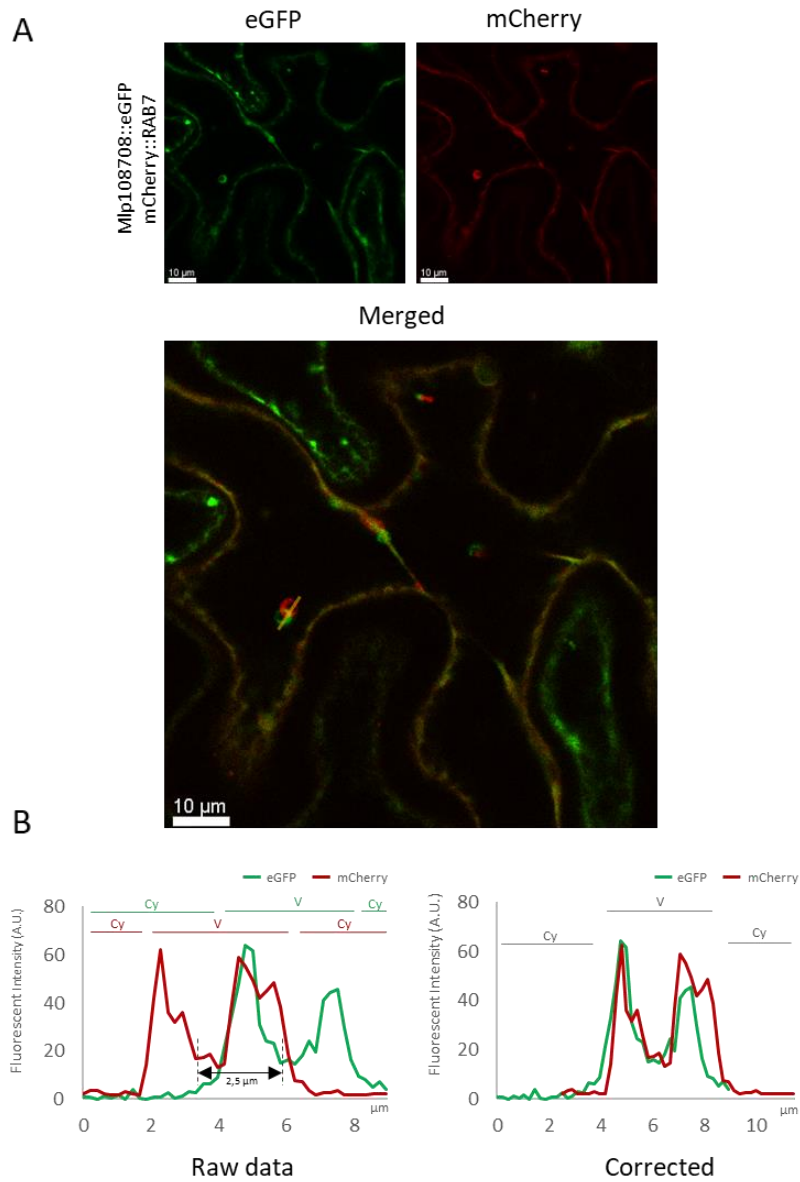 A
eGFP
mCherry
Mlp108708::eGFP
mCherry::RAB7
10 µm
10 µm
Merged
10 µm
B
eGFP mCherry
eGFP mCherry
Fluorescent Intensity (A.U.)
80
60
40
20
0
Cy V Cy
Cy V Cy
2,5 µm
µm
0 2 4 6 8
Raw data
Fluorescent Intensity (A.U.)
80
60
40
20
0
V
Cy Cy
µm
0 2 4 6 8 10
Corrected